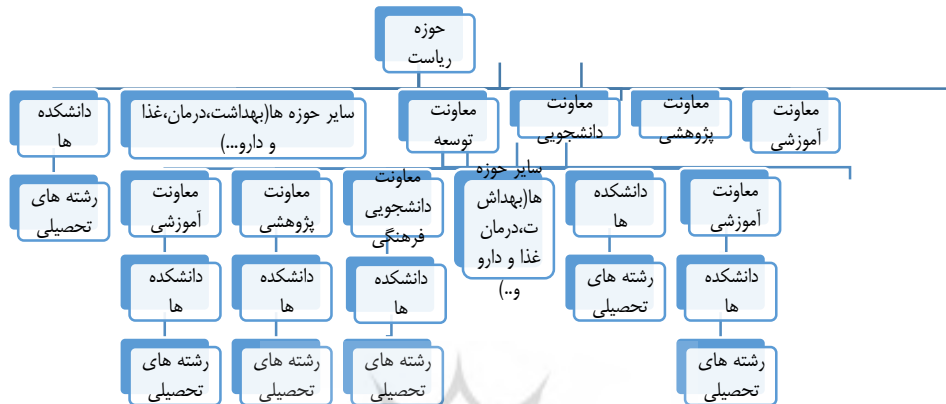 حوزه
ریاست
معاونت
آموزشی
معاونت
پژوهشی
معاونت
دانشجویی
معاونت
توسعه
سایر حوزه ها(بهداشت،درمان،غذا
و دارو...)
دانشکده
ها
رشته های
تحصیلی
معاونت
آموزشی
دانشکده
ها
رشته های
تحصیلی
دانشکده
ها
رشته های
تحصیلی
سایر حوزه
ها(بهداش
ت،درمان
غذا و دارو
و..)
معاونت
دانشجویی
فرهنگی
دانشکده
ها
رشته های
تحصیلی
معاونت
پژوهشی
دانشکده
ها
رشته های
تحصیلی
معاونت
آموزشی
دانشکده
ها
رشته های
تحصیلی